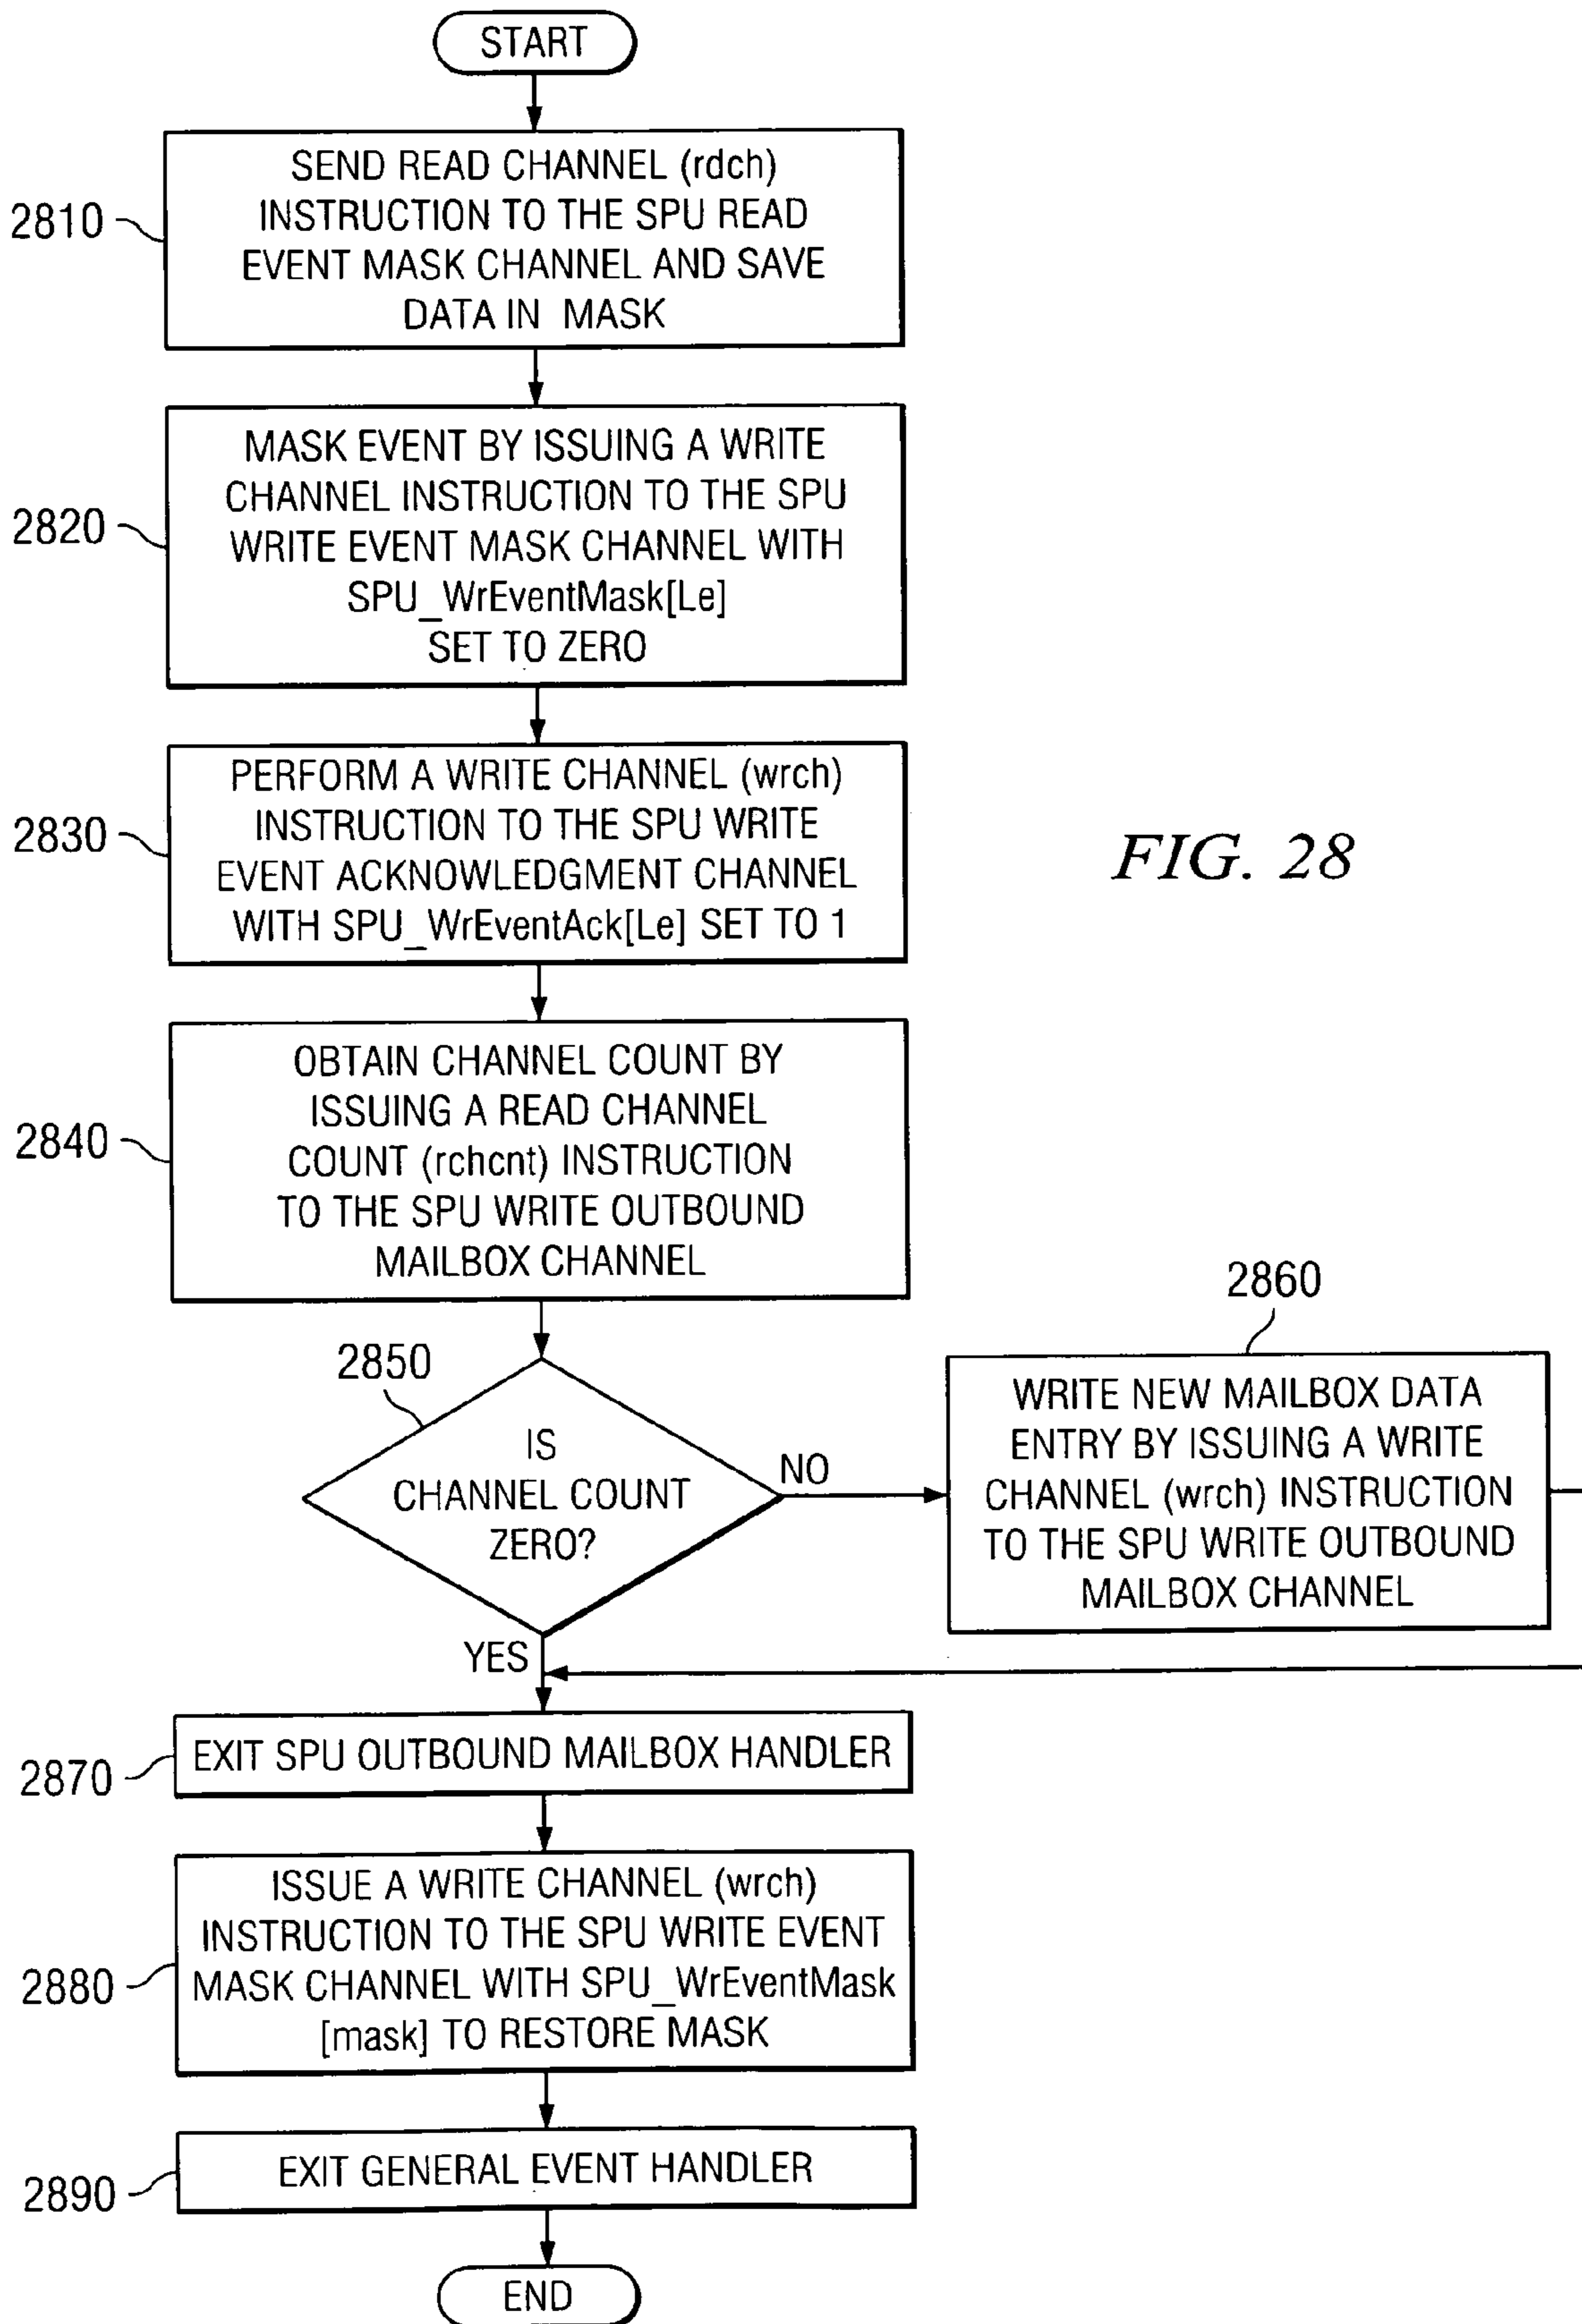 START
2810
SEND READ CHANNEL (rdch)
INSTRUCTION TO THE SPU READ
EVENT MASK CHANNEL AND SAVE
DATA IN MASK
2820
MASK EVENT BY ISSUING A WRITE
CHANNEL INSTRUCTION TO THE SPU
WRITE EVENT MASK CHANNEL WITH
SPU_WrEventMask[Le]
SET TO ZERO
2830
PERFORM A WRITE CHANNEL (wrch)
INSTRUCTION TO THE SPU WRITE
EVENT ACKNOWLEDGMENT CHANNEL
WITH SPU_WrEventAck[Le] SET TO 1
FIG. 28
2840
OBTAIN CHANNEL COUNT BY
ISSUING A READ CHANNEL
COUNT (rchcnt) INSTRUCTION
TO THE SPU WRITE OUTBOUND
MAILBOX CHANNEL
2850
IS
CHANNEL COUNT
ZERO?
NO
2860
WRITE NEW MAILBOX DATA
ENTRY BY ISSUING A WRITE
CHANNEL (wrch) INSTRUCTION
TO THE SPU WRITE OUTBOUND
MAILBOX CHANNEL
YES
2870
EXIT SPU OUTBOUND MAILBOX HANDLER
2880
ISSUE A WRITE CHANNEL (wrch)
INSTRUCTION TO THE SPU WRITE EVENT
MASK CHANNEL WITH SPU_WrEventMask
[mask] TO RESTORE MASK
2890
EXIT GENERAL EVENT HANDLER
END